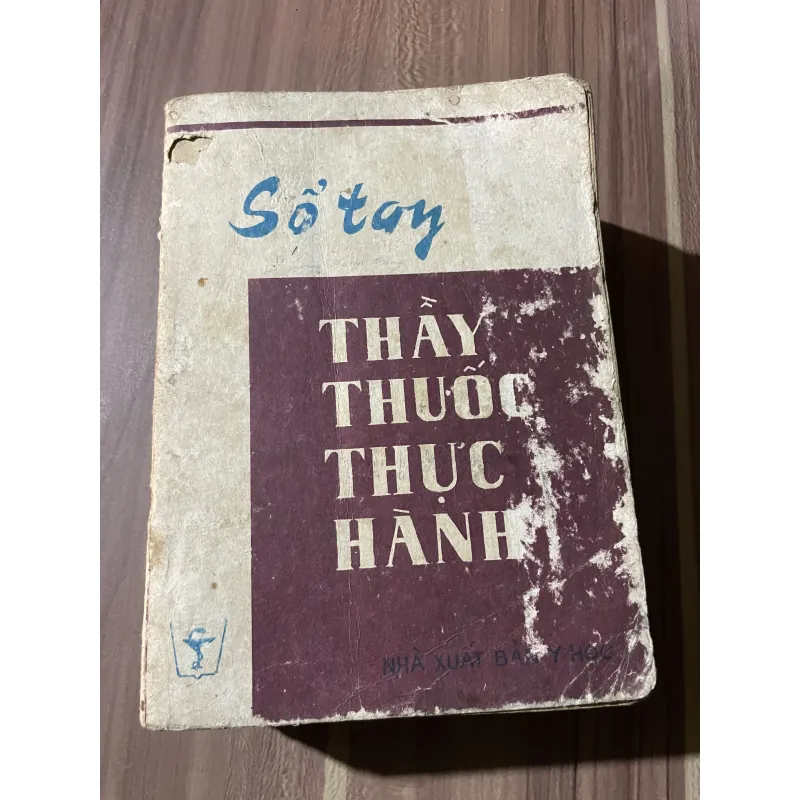 Sổ tay
THẦY
THUỐC
THỰC
HÀNH
NHÀ XUẤT BẢN Y HỌC